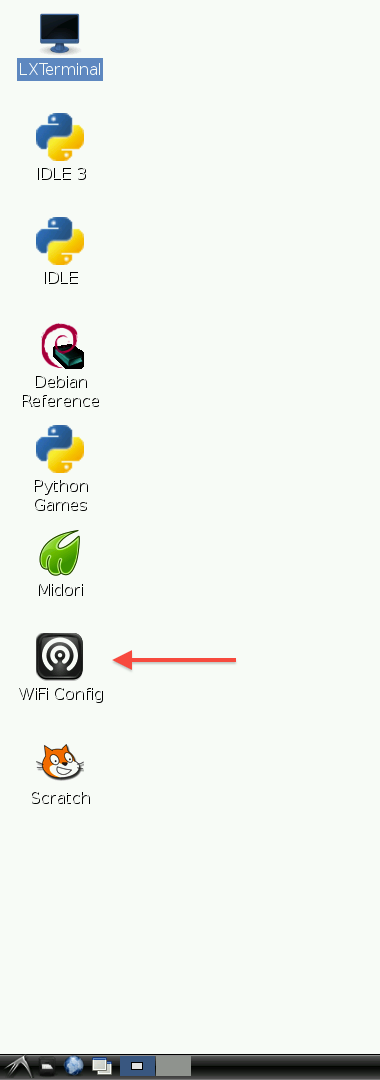 LXTerminal
IDLE 3
IDLE
Debian
Reference
Python
Games
Midori
WiFi Config
Scratch